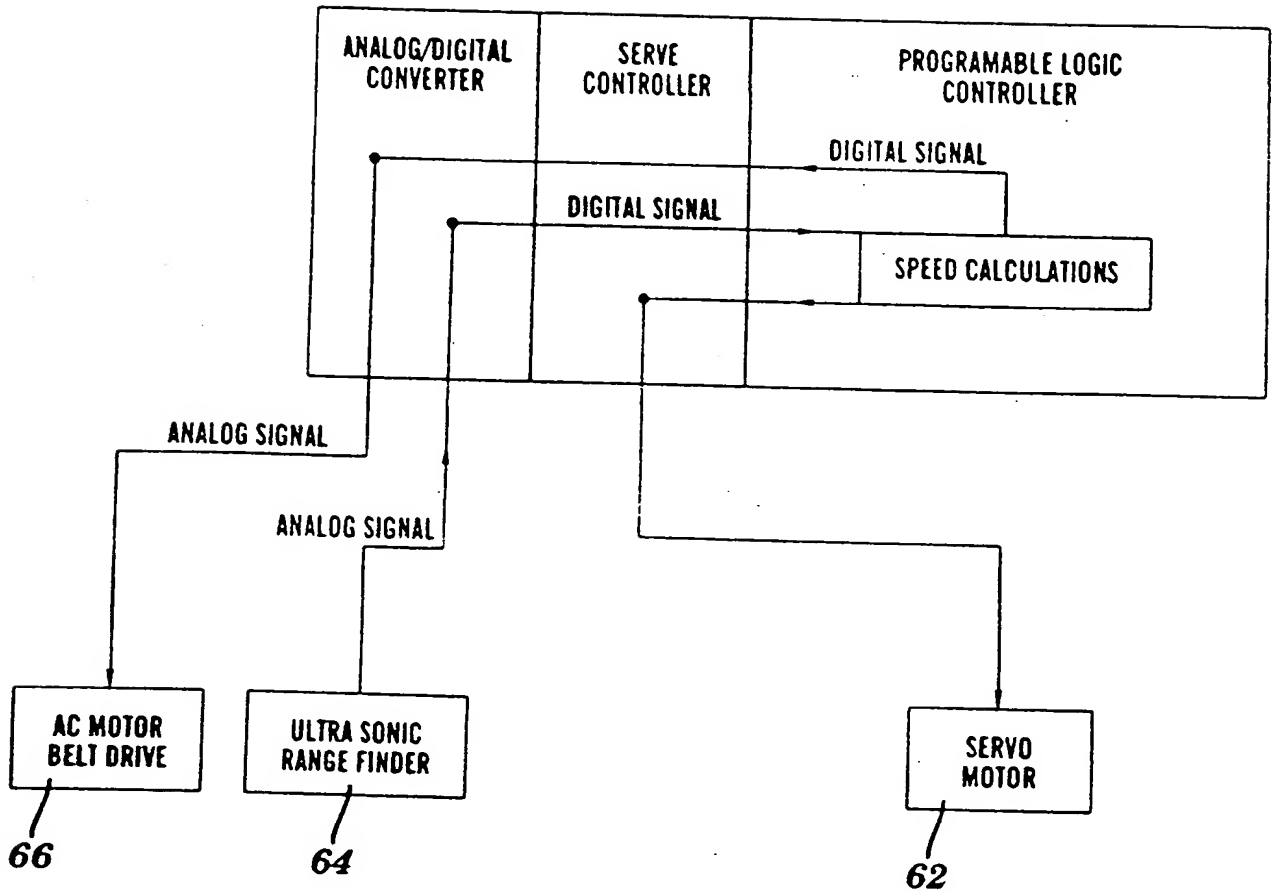 ANALOG/DIGITAL
CONVERTER
SERVE
CONTROLLER
PROGRAMABLE LOGIC
CONTROLLER
DIGITAL SIGNAL
DIGITAL SIGNAL
SPEED CALCULATIONS
ANALOG SIGNAL
ANALOG SIGNAL
AC MOTOR
BELT DRIVE
ULTRA SONIC
RANGE FINDER
SERVO
MOTOR
66
64
62